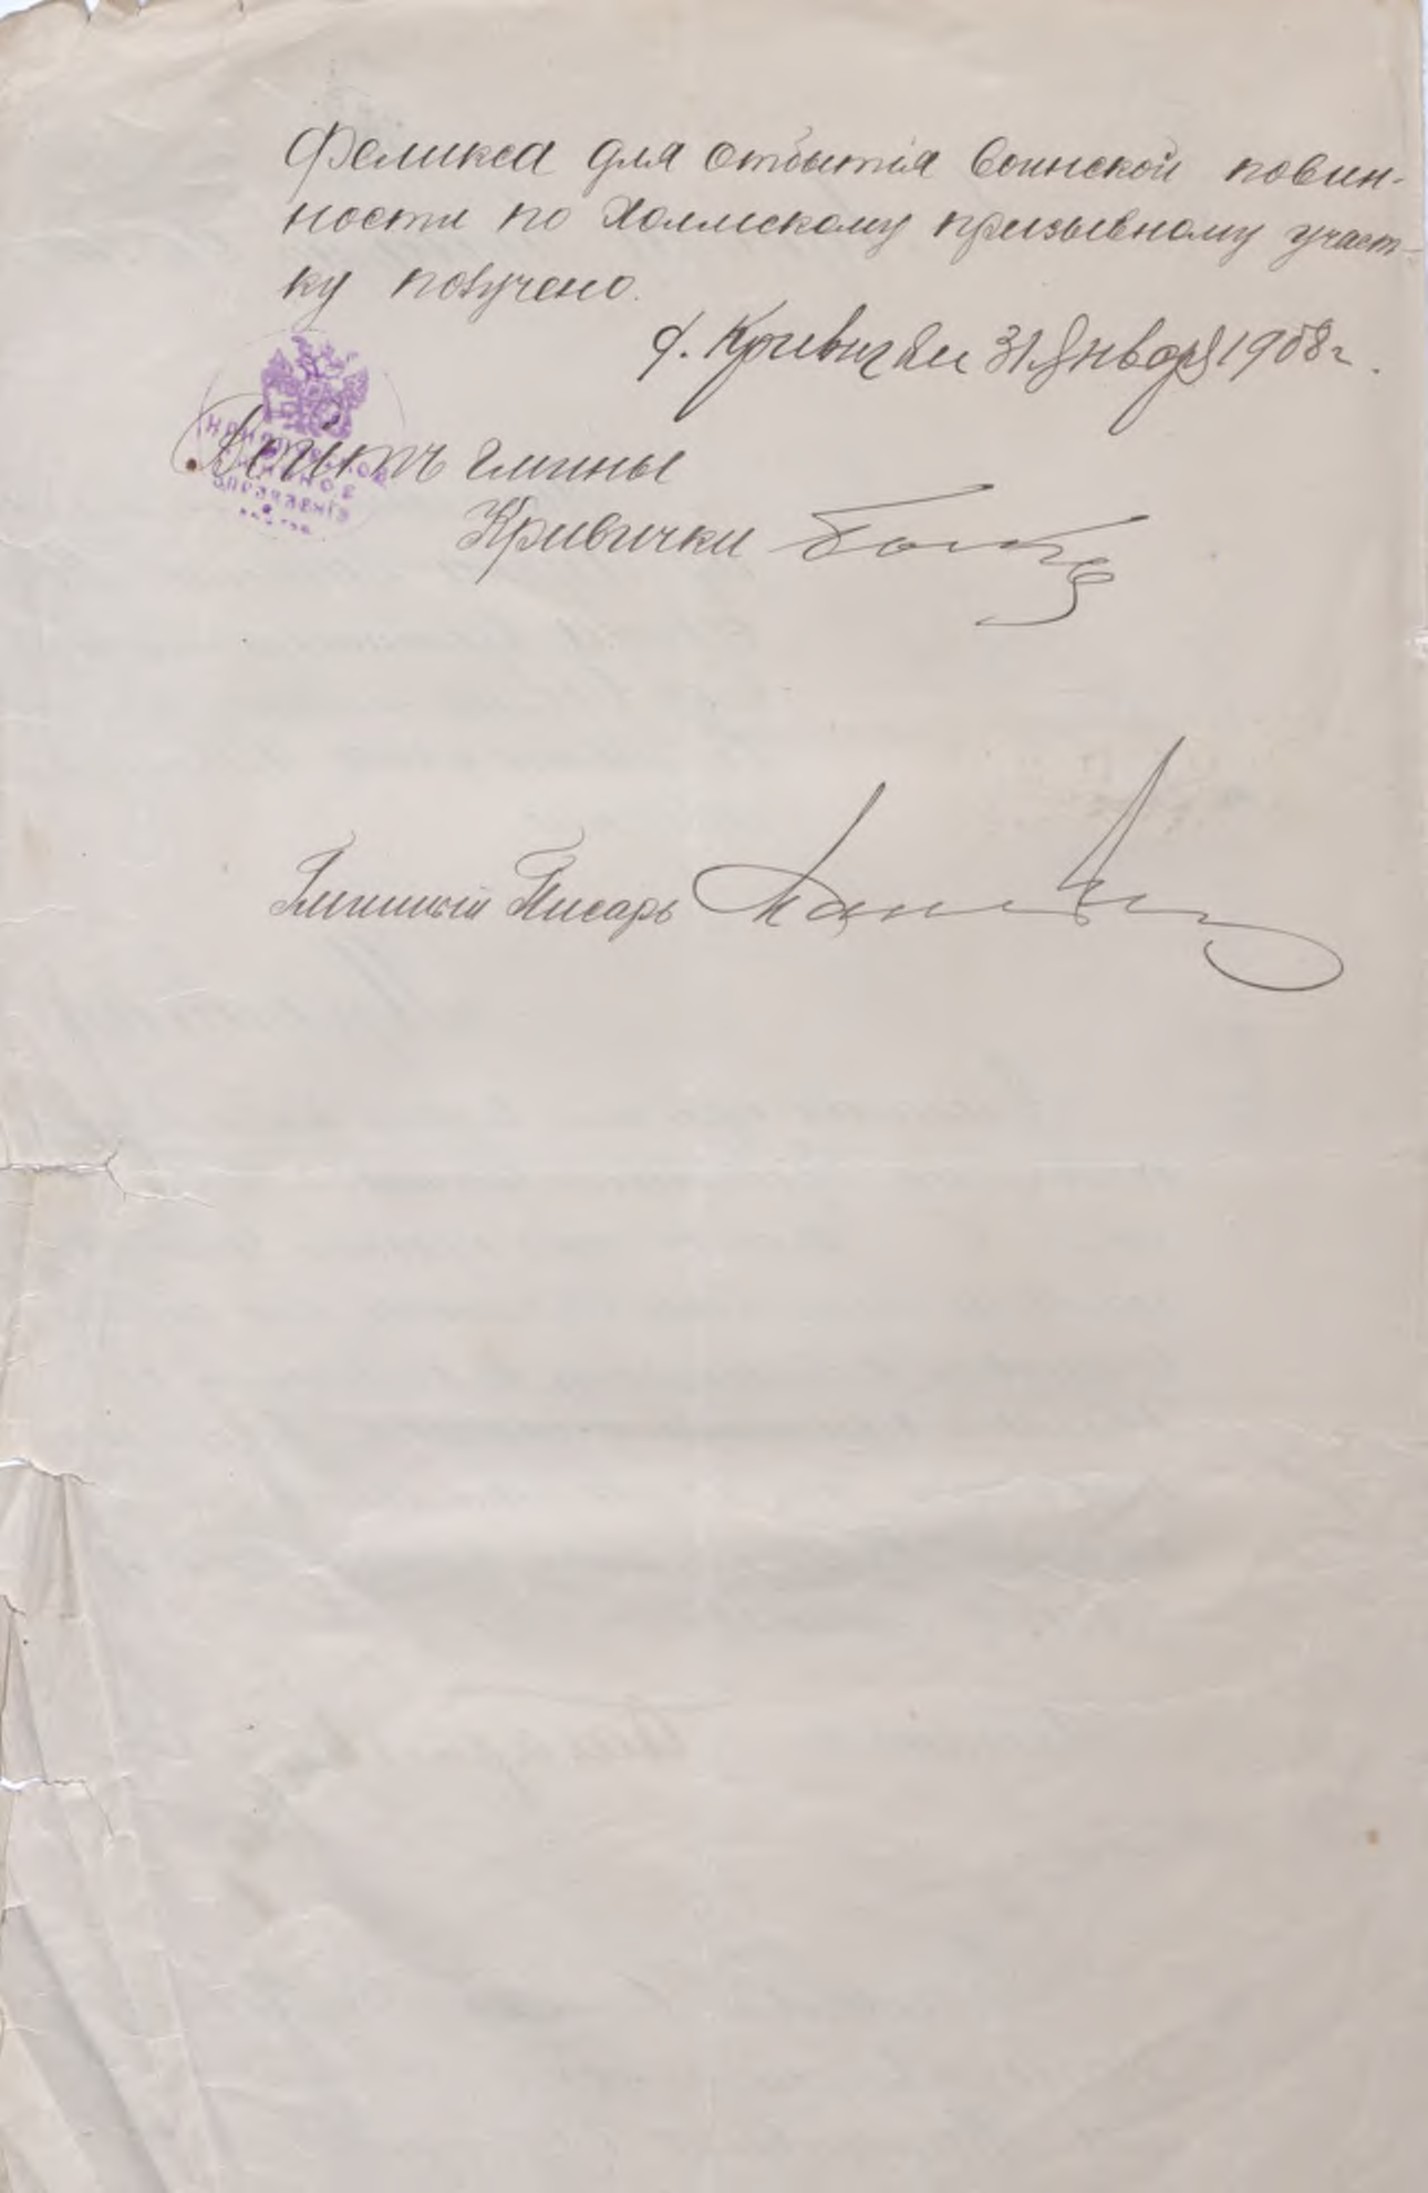 Феликса для отбытія воинской повин-
ности по Холмскому призывному участ-
ку получено.
д. Кривички 31 Января 1908 г.
Войтъ гмины
Кривички
Гминный Писарь